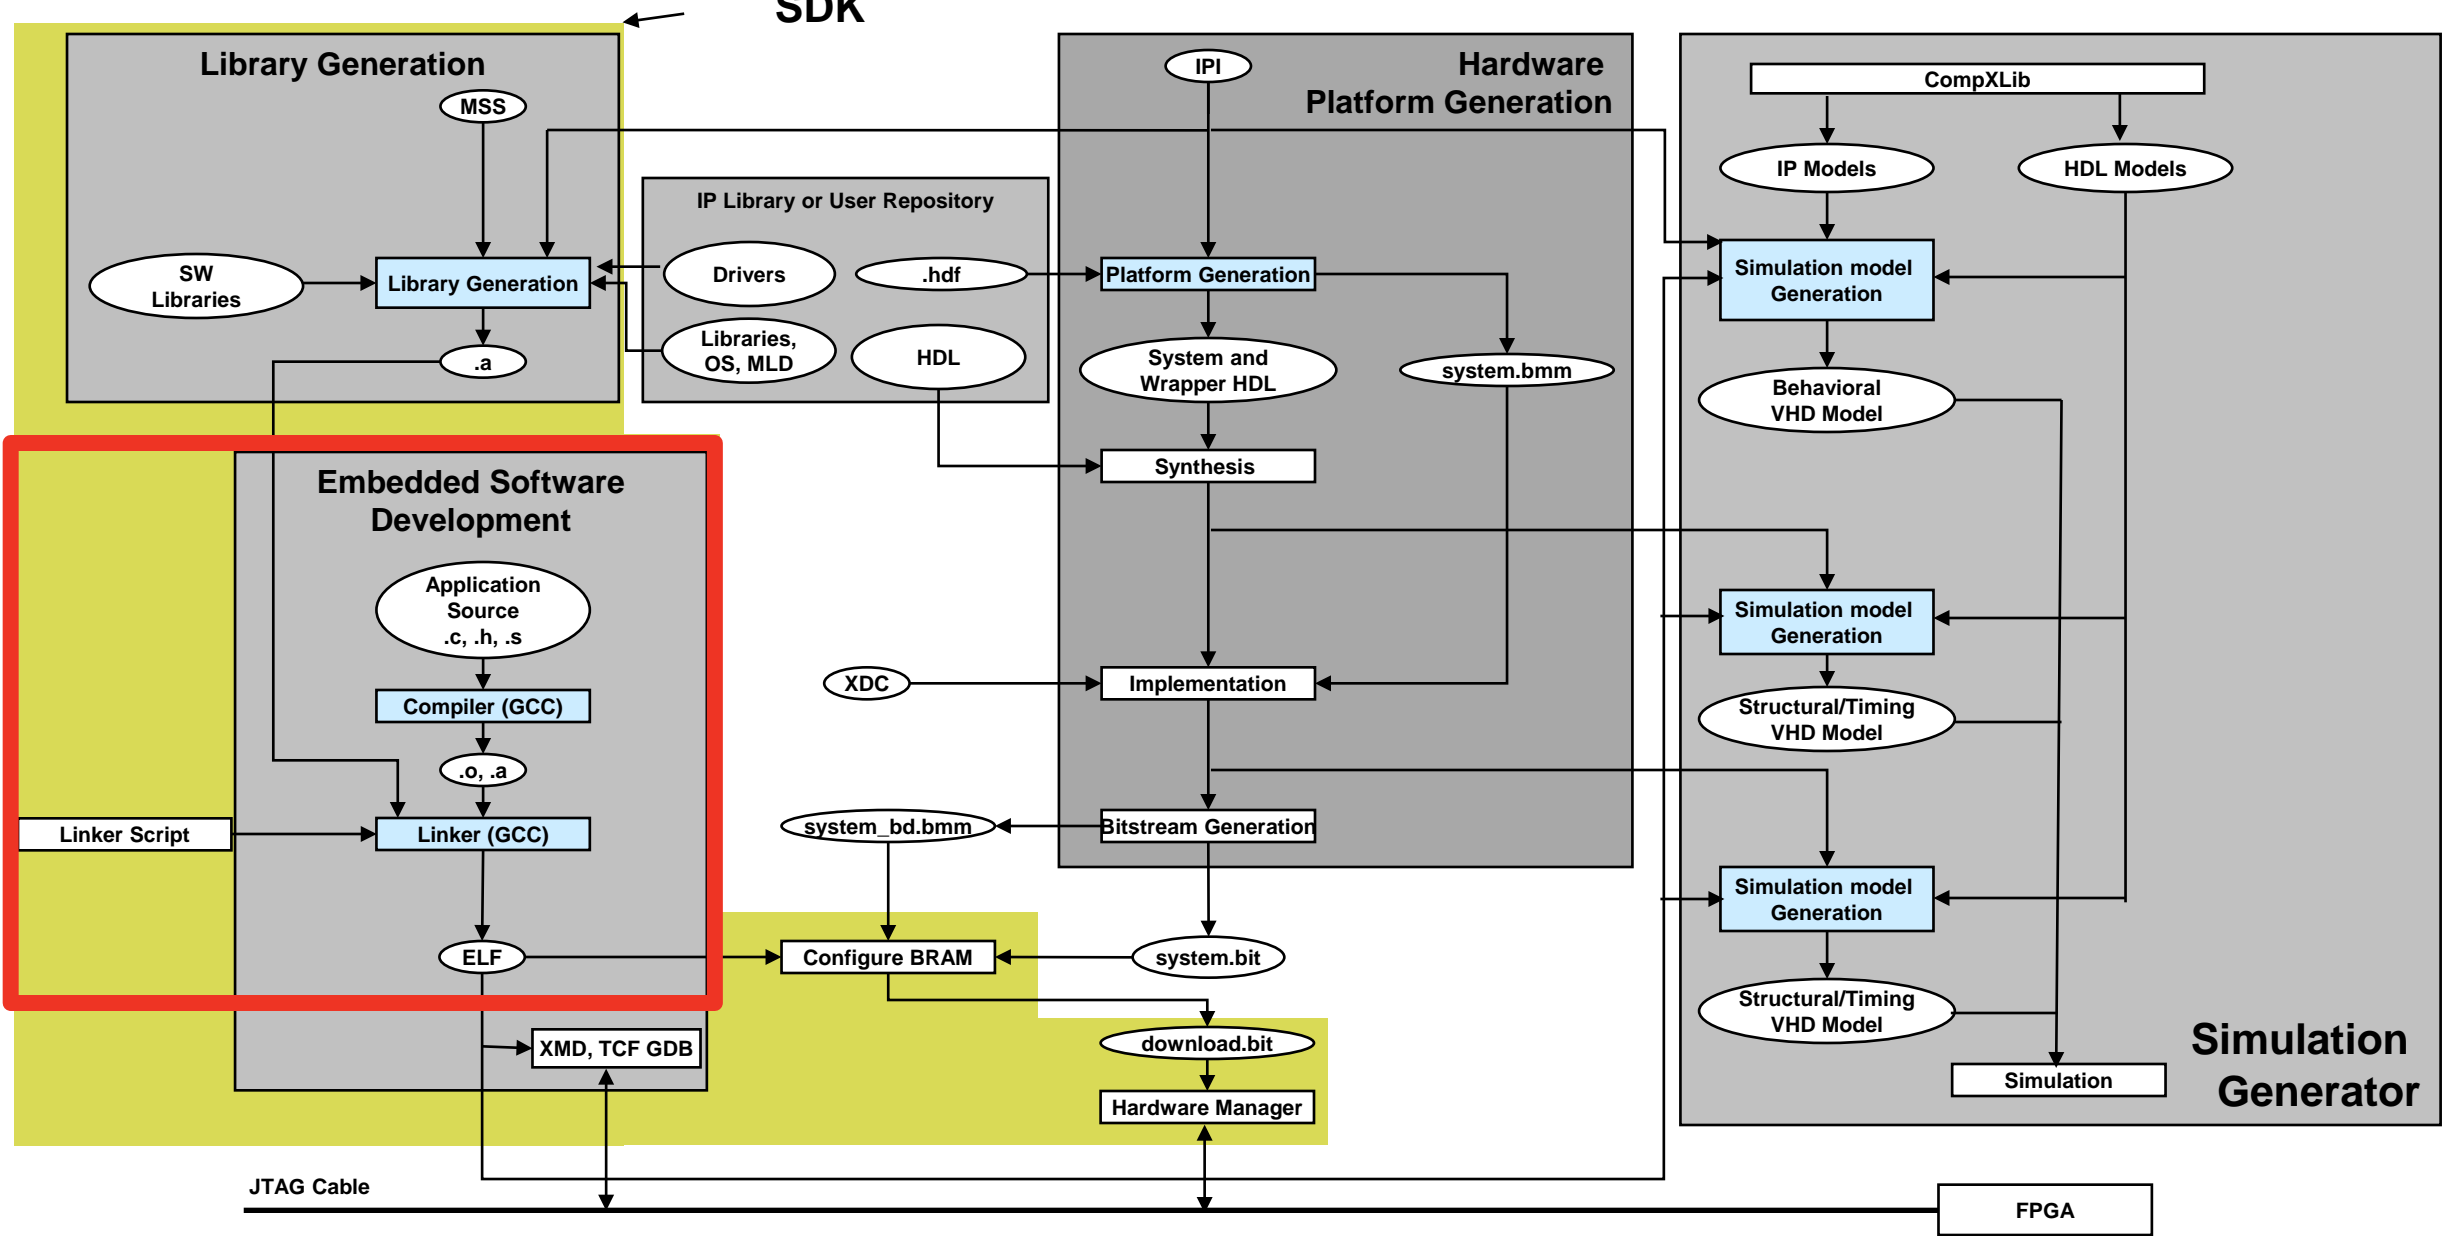 SDK
Library Generation
MSS
SW
Libraries
Library Generation
.a
IP Library or User Repository
Drivers
.hdf
Libraries,
OS, MLD
HDL
Hardware
Platform Generation
IPI
Platform Generation
System and
Wrapper HDL
system.bmm
Synthesis
XDC
Implementation
system_bd.bmm
Bitstream Generation
Configure BRAM
system.bit
download.bit
Hardware Manager
Embedded Software
Development
Application
Source
.c, .h, .s
Compiler (GCC)
.o, .a
Linker Script
Linker (GCC)
ELF
XMD, TCF GDB
CompXLib
IP Models
HDL Models
Simulation model
Generation
Behavioral
VHD Model
Simulation model
Generation
Structural/Timing
VHD Model
Simulation model
Generation
Structural/Timing
VHD Model
Simulation
Simulation
Generator
JTAG Cable
FPGA